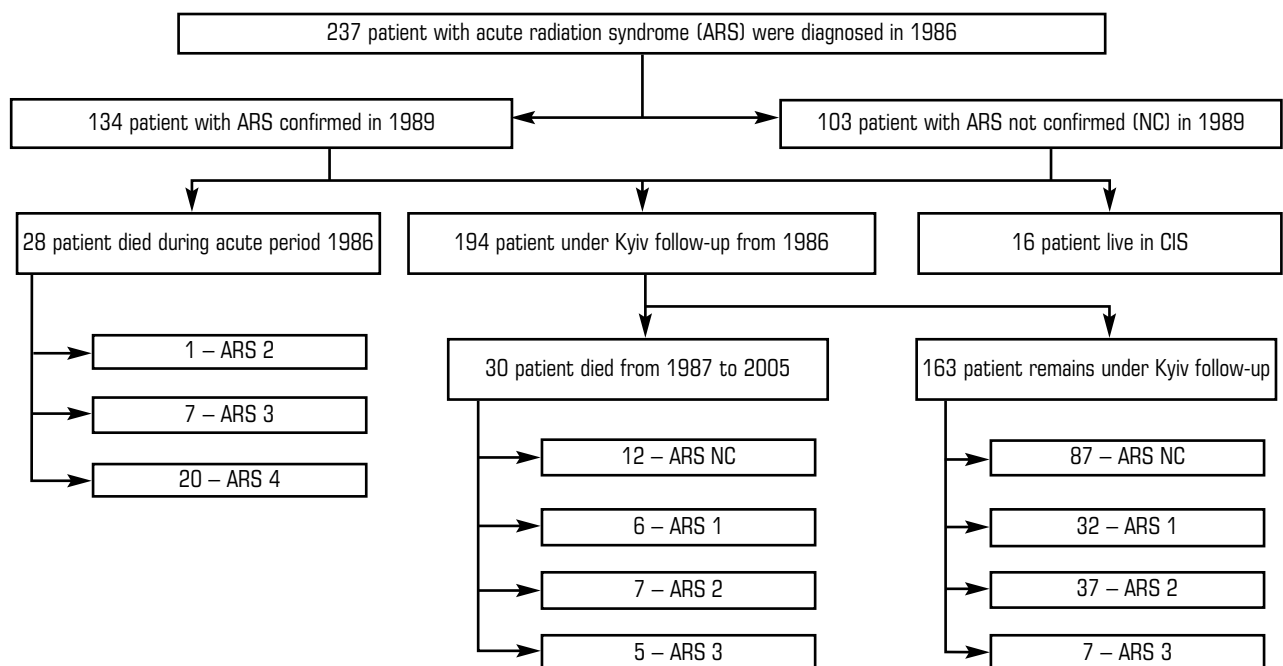 237 patient with acute radiation syndrome (ARS) were diagnosed in 1986
134 patient with ARS confirmed in 1989
103 patient with ARS not confirmed (NC) in 1989
28 patient died during acute period 1986
194 patient under Kyiv follow-up from 1986
16 patient live in CIS
1 – ARS 2
7 – ARS 3
20 – ARS 4
30 patient died from 1987 to 2005
163 patient remains under Kyiv follow-up
12 – ARS NC
6 – ARS 1
7 – ARS 2
5 – ARS 3
87 – ARS NC
32 – ARS 1
37 – ARS 2
7 – ARS 3